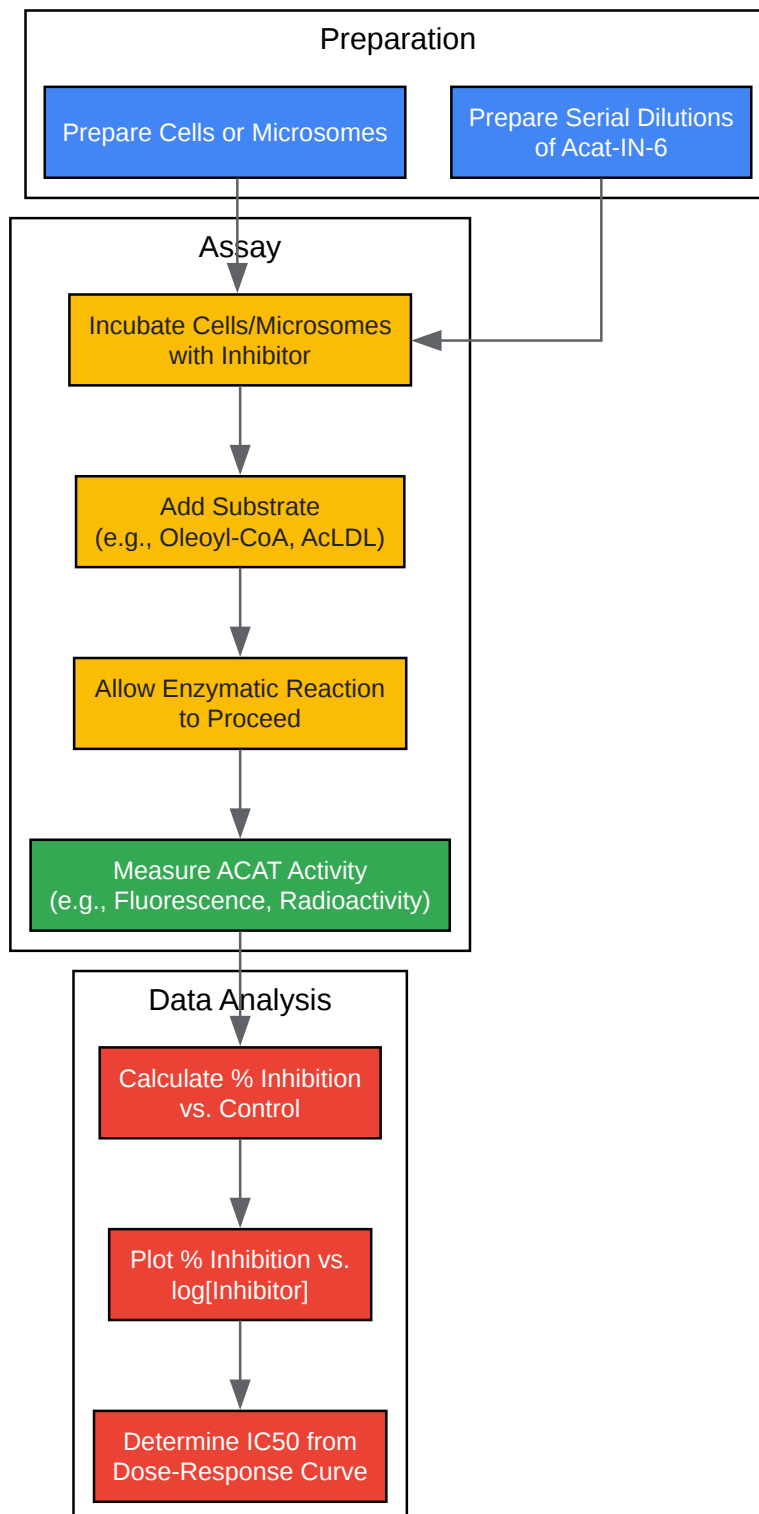 Preparation
Prepare Cells or Microsomes
Prepare Serial Dilutions
of Acat-IN-6
Assay
Incubate Cells/Microsomes
with Inhibitor
Add Substrate
(e.g., Oleoyl-CoA, AcLDL)
Allow Enzymatic Reaction
to Proceed
Measure ACAT Activity
(e.g., Fluorescence, Radioactivity)
Data Analysis
Calculate % Inhibition
vs. Control
Plot % Inhibition vs.
log[Inhibitor]
Determine IC50 from
Dose-Response Curve